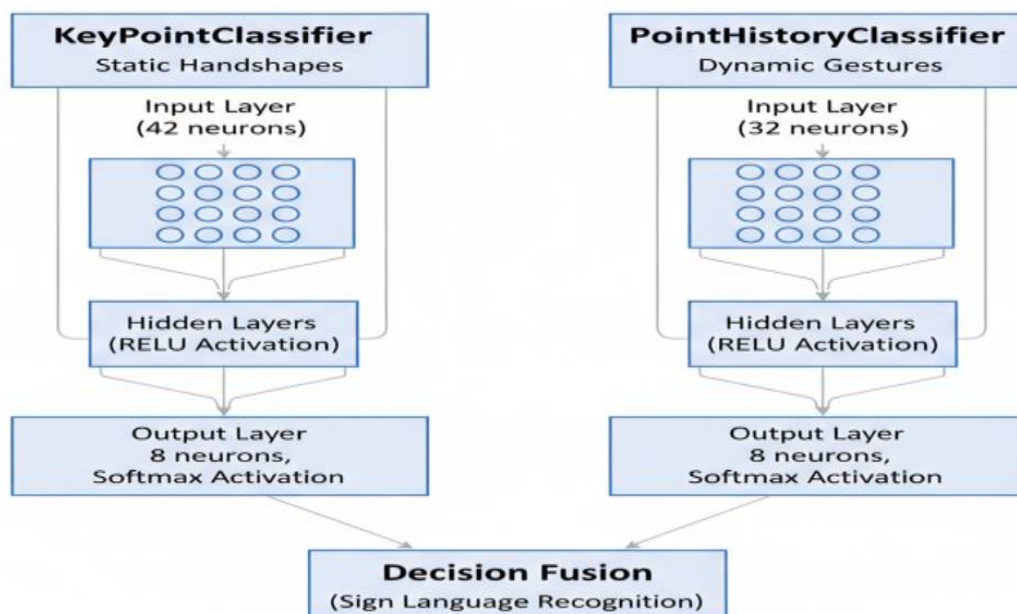 KeyPointClassifier
Static Handshapes
Input Layer
(42 neurons)
Hidden Layers
(RELU Activation)
Output Layer
8 neurons,
Softmax Activation
PointHistoryClassifier
Dynamic Gestures
Input Layer
(32 neurons)
Hidden Layers
(RELU Activation)
Output Layer
8 neurons,
Softmax Activation
Decision Fusion
(Sign Language Recognition)